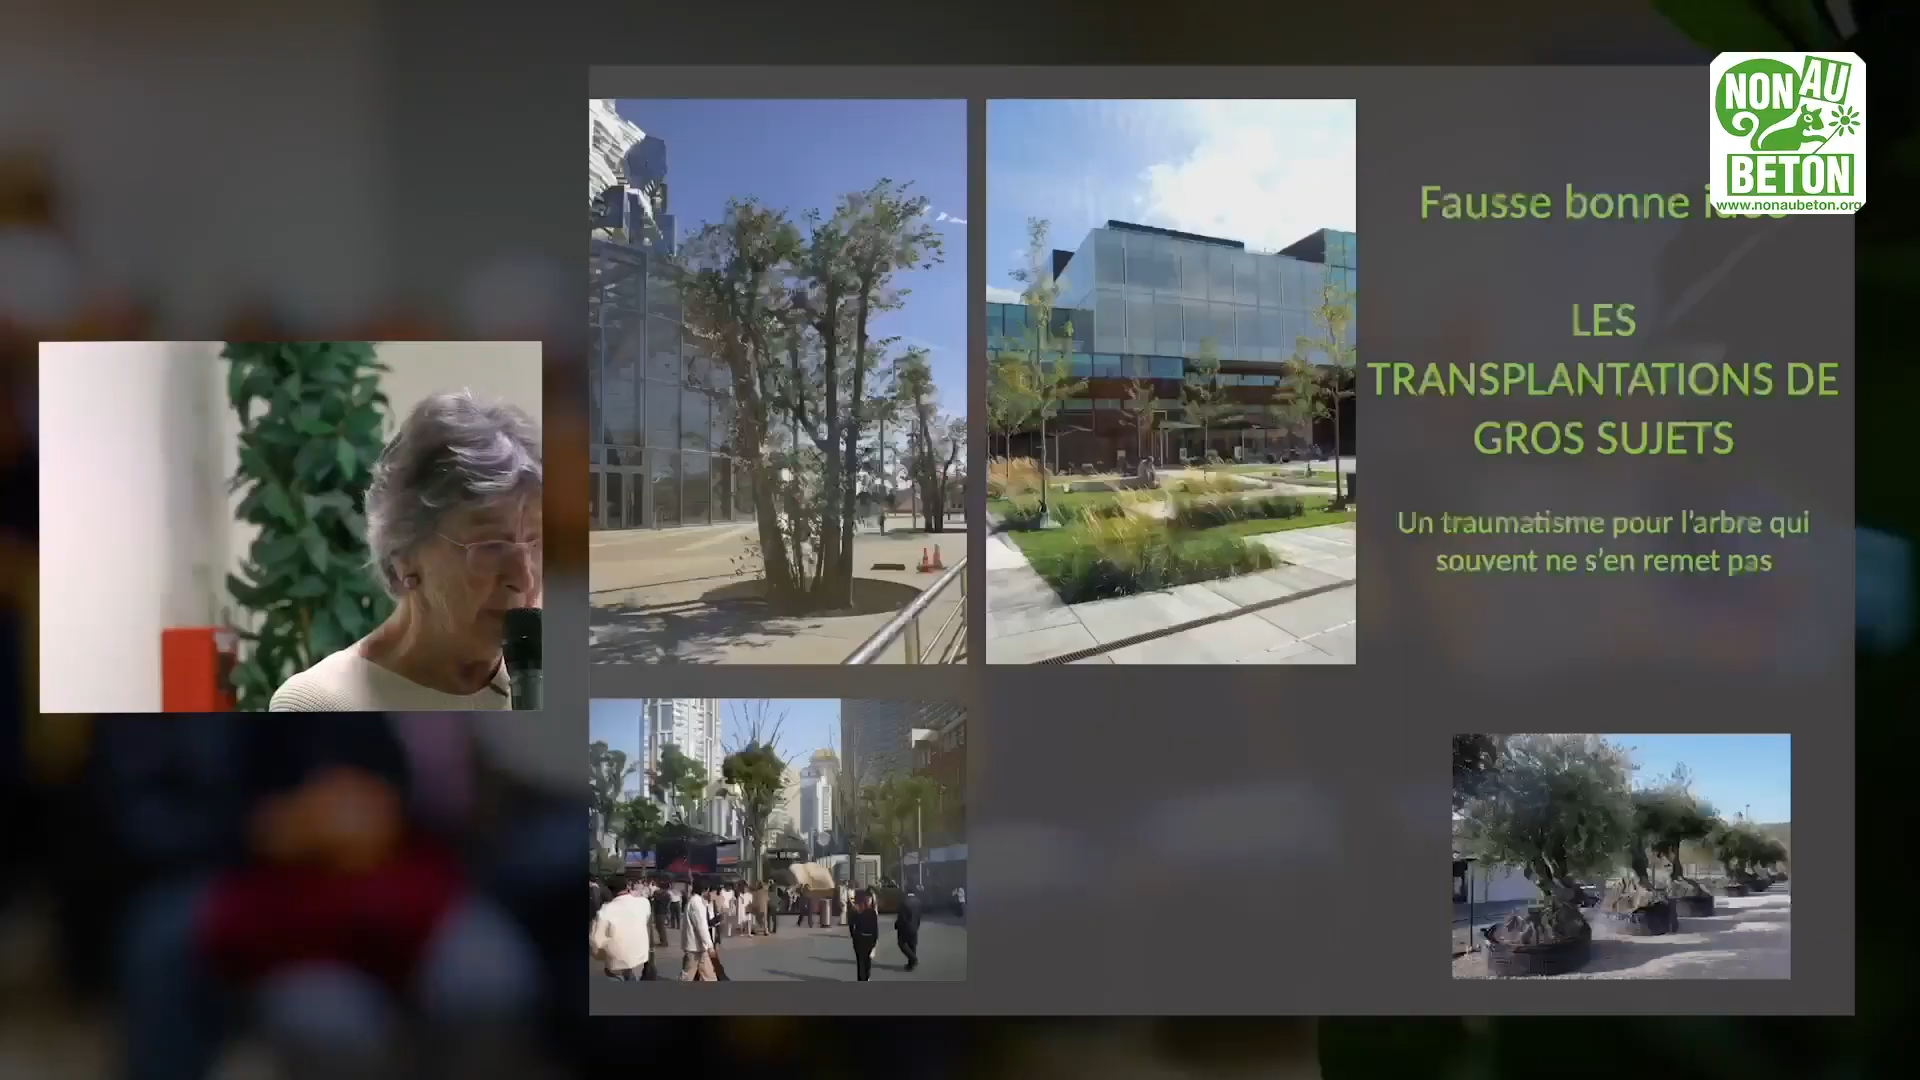 NON AU
BETON
www.nonaubeton.org
Fausse bonne
LES
TRANSPLANTATIONS DE
GROS SUJETS
Un traumatisme pour l'arbre qui
souvent ne s'en remet pas